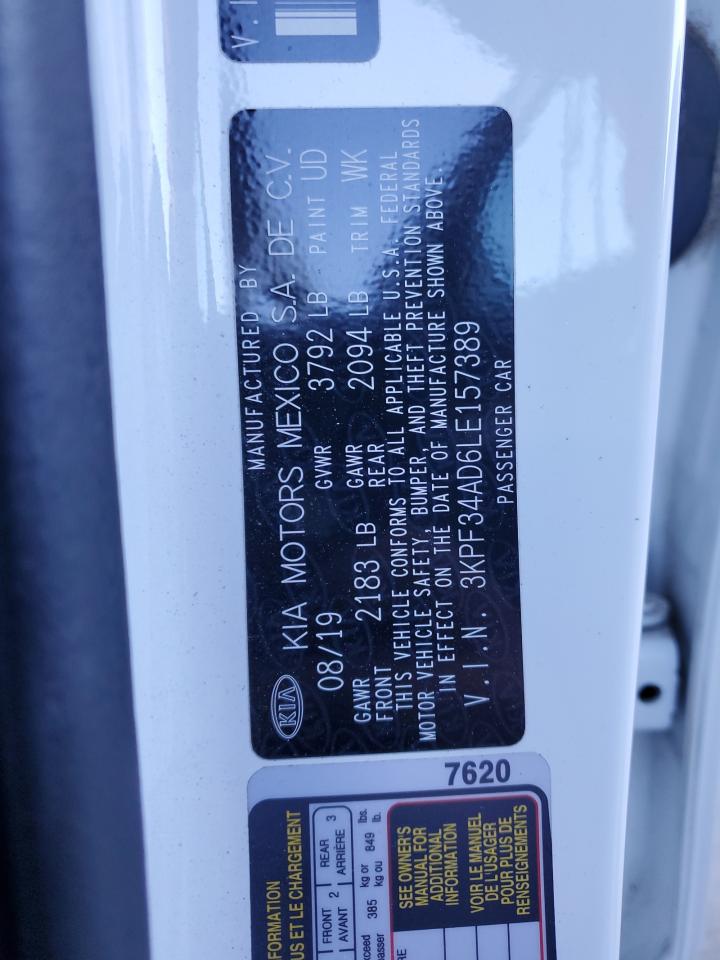 V.I
MANUFACTURED BY
KIA KIA MOTORS MEXICO S.A. DE C.V.
08/19 GVWR 3792 LB PAINT UD
GAWR FRONT 2183 LB GAWR REAR 2094 LB TRIM WK
THIS VEHICLE CONFORMS TO ALL APPLICABLE U.S.A. FEDERAL
MOTOR VEHICLE SAFETY, BUMPER, AND THEFT PREVENTION STANDARDS
IN EFFECT ON THE DATE OF MANUFACTURE SHOWN ABOVE.
V.I.N. 3KPF34AD6LE157389
PASSENGER CAR
7620
FORMATION
US ET LE CHARGEMENT
FRONT 2 REAR 3
AVANT ARRIÈRE
xceed 385 kg or 849 lbs.
passer kg ou lb.
RE
SEE OWNER'S
MANUAL FOR
ADDITIONAL
INFORMATION
VOIR LE MANUEL
DE L'USAGER
POUR PLUS DE
RENSEIGNEMENTS